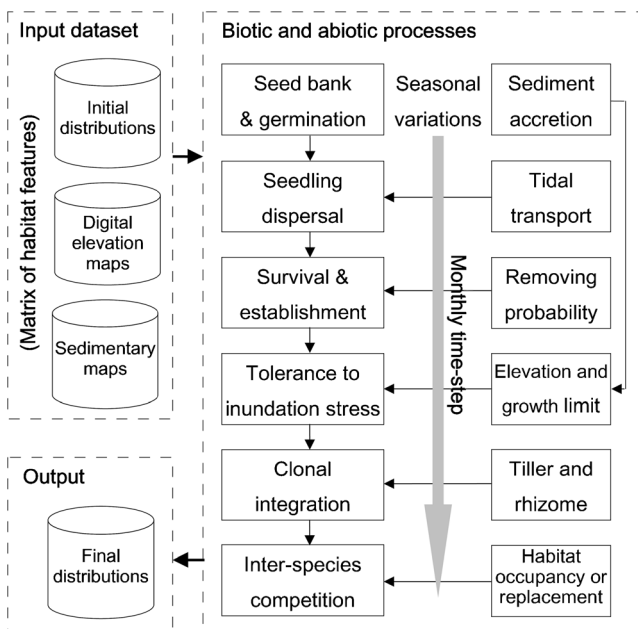 Input dataset
(Matrix of habitat features)
Initial
distributions
Digital
elevation
maps
Sedimentary
maps
Output
Final
distributions
Biotic and abiotic processes
Seed bank
& germination
Seedling
dispersal
Survival &
establishment
Tolerance to
inundation stress
Clonal
integration
Inter-species
competition
Seasonal
variations
Monthly time-step
Sediment
accretion
Tidal
transport
Removing
probability
Elevation and
growth limit
Tiller and
rhizome
Habitat
occupancy or
replacement